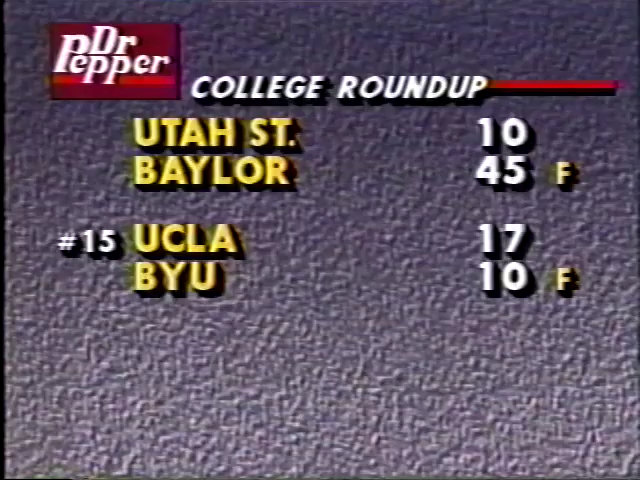 Dr
Pepper
COLLEGE ROUNDUP
UTAH ST. 10
BAYLOR 45 F
#15 UCLA 17
BYU 10 F